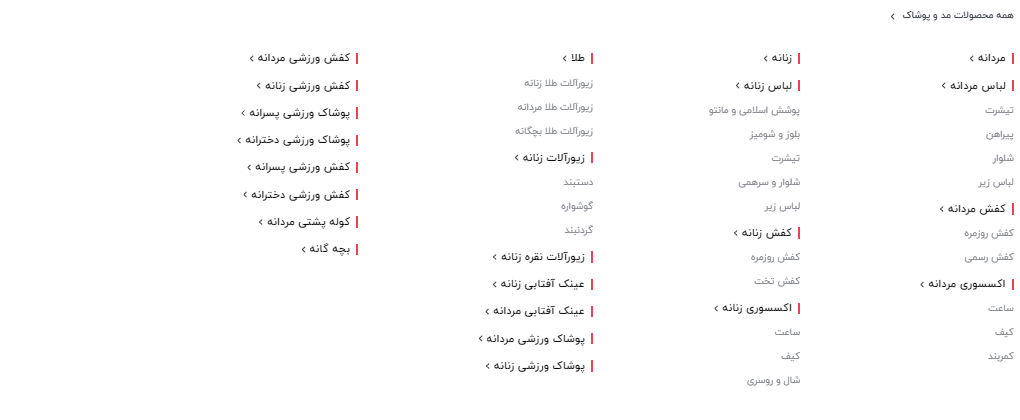 همه محصولات مد و پوشاک
مردانه
لباس مردانه
تیشرت
پیراهن
شلوار
لباس زیر
کفش مردانه
کفش روزمره
کفش رسمی
اکسسوری مردانه
ساعت
کیف
کمربند
زنانه
لباس زنانه
پوشش اسلامی و مانتو
بلوز و شومیز
تیشرت
شلوار و سرهمی
لباس زیر
کفش زنانه
کفش روزمره
کفش تخت
اکسسوری زنانه
ساعت
کیف
شال و روسری
طلا
زیورآلات طلا زنانه
زیورآلات طلا مردانه
زیورآلات طلا بچگانه
زیورآلات زنانه
دستبند
گوشواره
گردنبند
زیورآلات نقره زنانه
عینک آفتابی زنانه
عینک آفتابی مردانه
پوشاک ورزشی مردانه
پوشاک ورزشی زنانه
کفش ورزشی مردانه
کفش ورزشی زنانه
پوشاک ورزشی پسرانه
پوشاک ورزشی دخترانه
کفش ورزشی پسرانه
کفش ورزشی دخترانه
کوله پشتی مردانه
بچه گانه